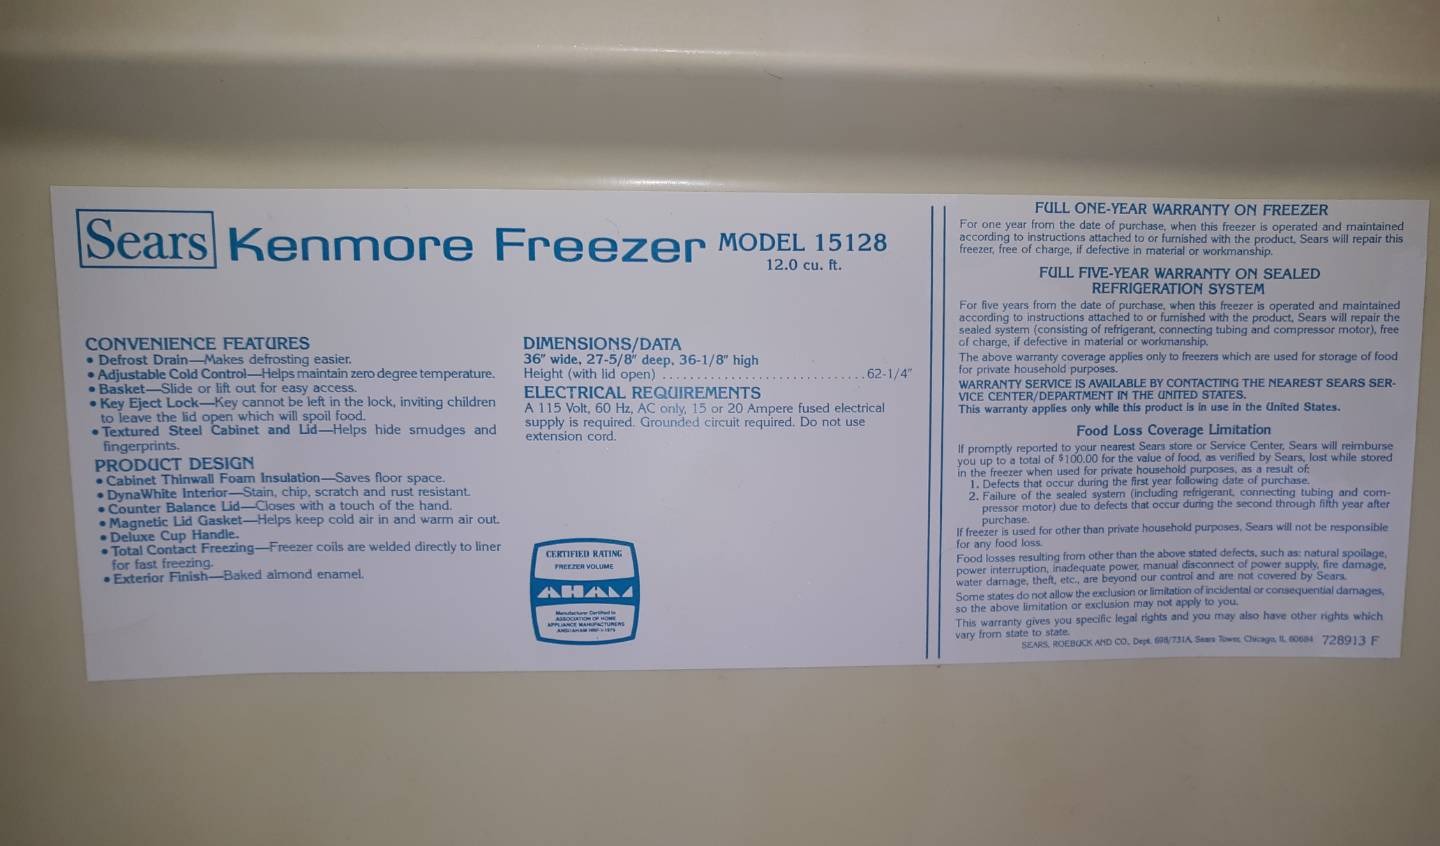 Sears Kenmore Freezer MODEL 15128
12.0 cu. ft.
CONVENIENCE FEATURES
• Defrost Drain—Makes defrosting easier.
• Adjustable Cold Control—Helps maintain zero degree temperature.
• Basket—Slide or lift out for easy access.
• Key Eject Lock—Key cannot be left in the lock, inviting children
to leave the lid open which will spoil food.
• Textured Steel Cabinet and Lid—Helps hide smudges and
fingerprints.
PRODUCT DESIGN
• Cabinet Thinwall Foam Insulation—Saves floor space.
• DynaWhite Interior—Stain, chip, scratch and rust resistant.
• Counter Balance Lid—Closes with a touch of the hand.
• Magnetic Lid Gasket—Helps keep cold air in and warm air out.
• Deluxe Cup Handle.
• Total Contact Freezing—Freezer coils are welded directly to liner
for fast freezing.
• Exterior Finish—Baked almond enamel.
DIMENSIONS/DATA
36" wide, 27-5/8" deep, 36-1/8" high
Height (with lid open) ............................62-1/4"
ELECTRICAL REQUIREMENTS
A 115 Volt, 60 Hz, AC only, 15 or 20 Ampere fused electrical
supply is required. Grounded circuit required. Do not use
extension cord.
CERTIFIED RATING
FREEZER VOLUME
AHAM
Manufacturer Certified to
ASSOCIATION OF HOME
APPLIANCE MANUFACTURERS
ANSI/AHAM HRF-1-1979
FULL ONE-YEAR WARRANTY ON FREEZER
For one year from the date of purchase, when this freezer is operated and maintained
according to instructions attached to or furnished with the product, Sears will repair this
freezer, free of charge, if defective in material or workmanship.
FULL FIVE-YEAR WARRANTY ON SEALED
REFRIGERATION SYSTEM
For five years from the date of purchase, when this freezer is operated and maintained
according to instructions attached to or furnished with the product, Sears will repair the
sealed system (consisting of refrigerant, connecting tubing and compressor motor), free
of charge, if defective in material or workmanship.
The above warranty coverage applies only to freezers which are used for storage of food
for private household purposes.
WARRANTY SERVICE IS AVAILABLE BY CONTACTING THE NEAREST SEARS SER-
VICE CENTER/DEPARTMENT IN THE UNITED STATES.
This warranty applies only while this product is in use in the United States.
Food Loss Coverage Limitation
If promptly reported to your nearest Sears store or Service Center, Sears will reimburse
you up to a total of $100.00 for the value of food, as verified by Sears, lost while stored
in the freezer when used for private household purposes, as a result of:
1. Defects that occur during the first year following date of purchase.
2. Failure of the sealed system (including refrigerant, connecting tubing and com-
pressor motor) due to defects that occur during the second through fifth year after
purchase.
If freezer is used for other than private household purposes, Sears will not be responsible
for any food loss.
Food losses resulting from other than the above stated defects, such as: natural spoilage,
power interruption, inadequate power, manual disconnect of power supply, fire damage,
water damage, theft, etc., are beyond our control and are not covered by Sears.
Some states do not allow the exclusion or limitation of incidental or consequential damages,
so the above limitation or exclusion may not apply to you.
This warranty gives you specific legal rights and you may also have other rights which
vary from state to state.
SEARS, ROEBUCK AND CO., Dept. 698/731A, Sears Tower, Chicago, IL 60684 728913 F